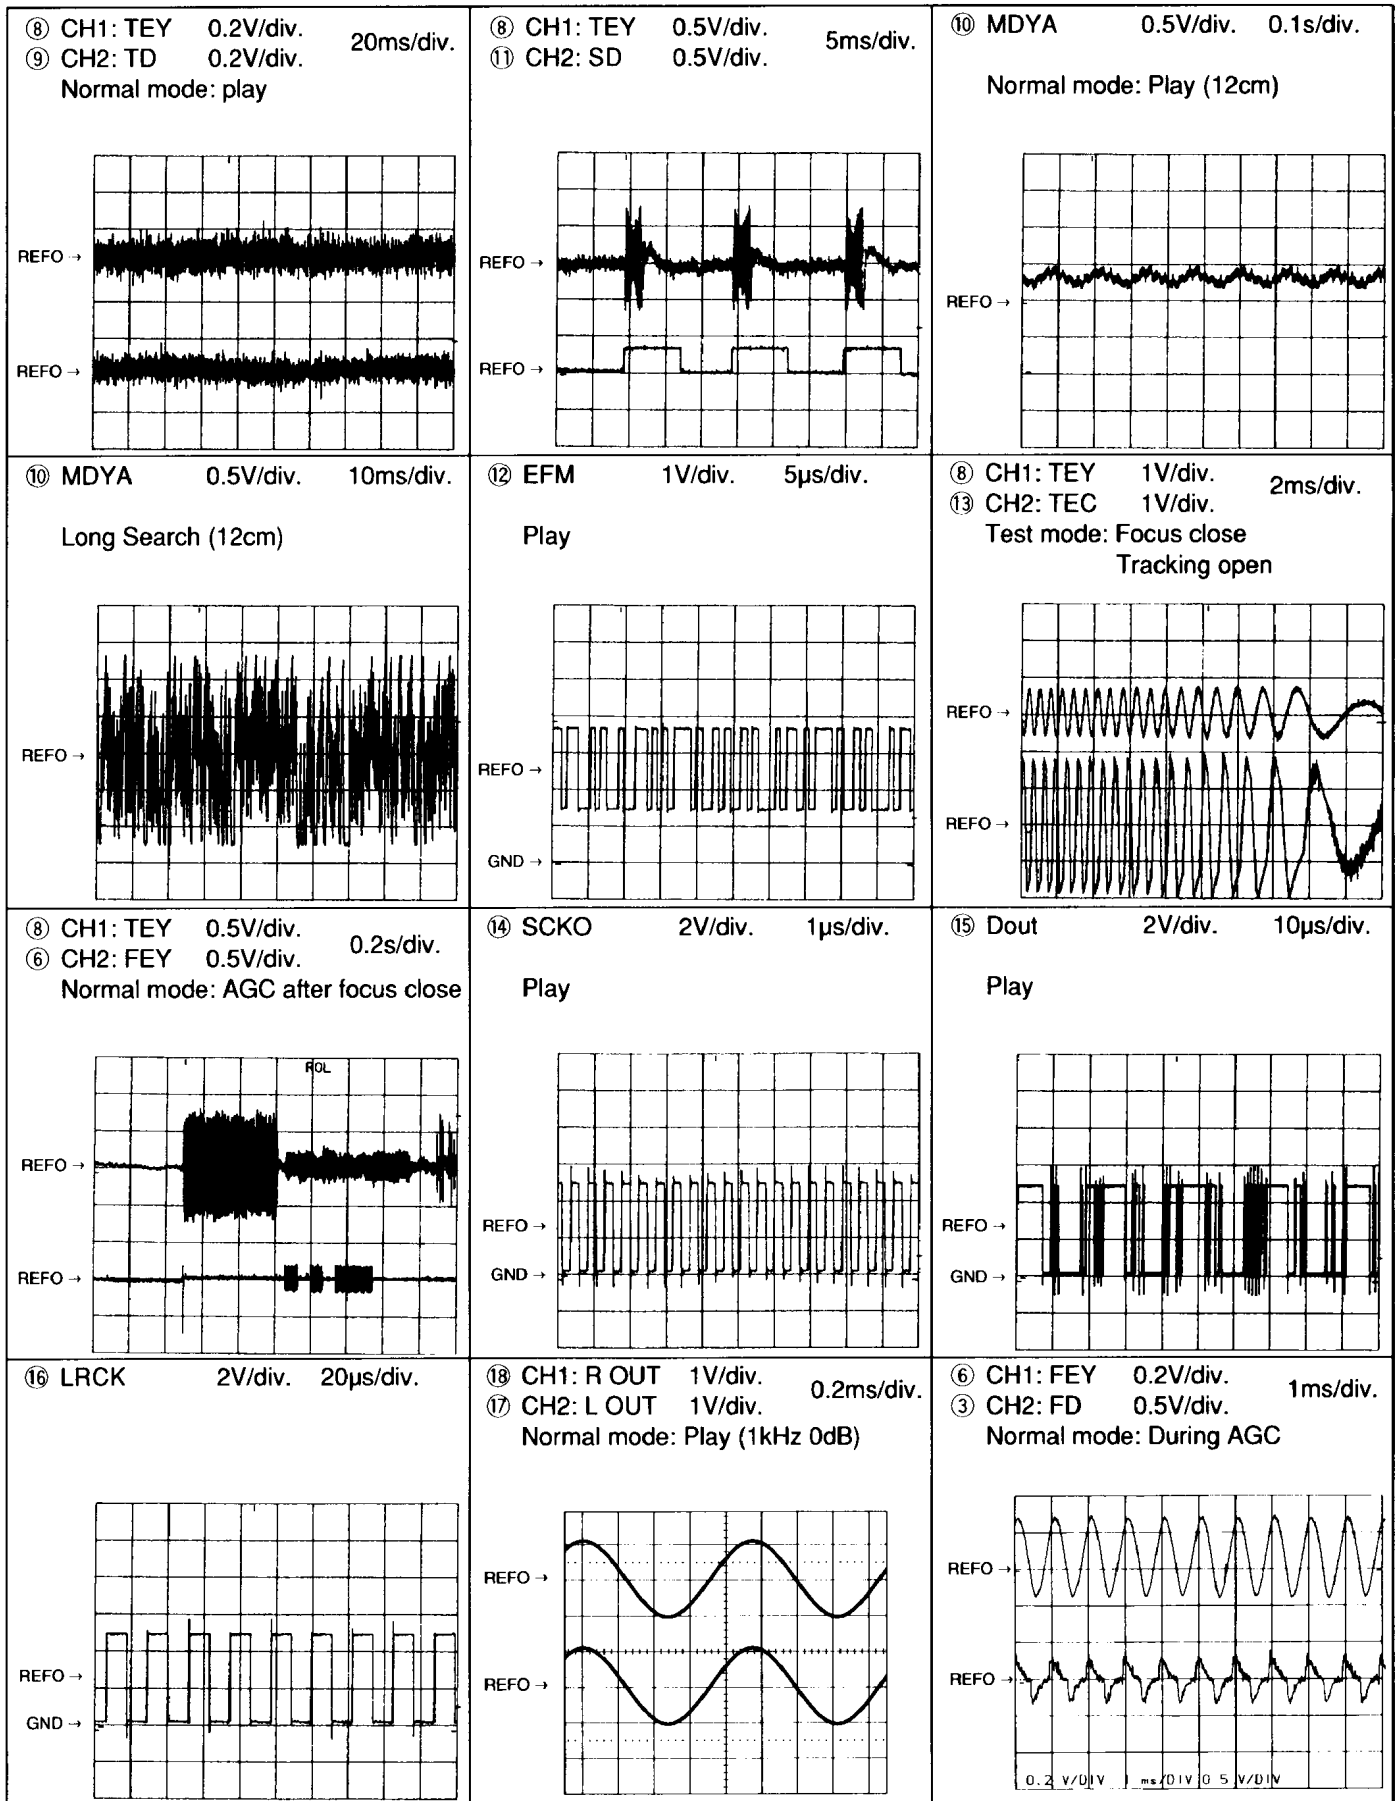 ⑧ CH1: TEY 0.2V/div. 20ms/div.
⑨ CH2: TD 0.2V/div.
Normal mode: play
REFO →
REFO →
⑧ CH1: TEY 0.5V/div. 5ms/div.
⑪ CH2: SD 0.5V/div.
REFO →
REFO →
⑩ MDYA 0.5V/div. 0.1s/div.
Normal mode: Play (12cm)
REFO →
⑩ MDYA 0.5V/div. 10ms/div.
Long Search (12cm)
REFO →
⑫ EFM 1V/div. 5µs/div.
Play
REFO →
GND →
⑧ CH1: TEY 1V/div. 2ms/div.
⑬ CH2: TEC 1V/div.
Test mode: Focus close
Tracking open
REFO →
REFO →
⑧ CH1: TEY 0.5V/div. 0.2s/div.
⑥ CH2: FEY 0.5V/div.
Normal mode: AGC after focus close
ROL
REFO →
REFO →
⑭ SCKO 2V/div. 1µs/div.
Play
REFO →
GND →
⑮ Dout 2V/div. 10µs/div.
Play
REFO →
GND →
⑯ LRCK 2V/div. 20µs/div.
REFO →
GND →
⑱ CH1: R OUT 1V/div. 0.2ms/div.
⑰ CH2: L OUT 1V/div.
Normal mode: Play (1kHz 0dB)
REFO →
REFO →
⑥ CH1: FEY 0.2V/div. 1ms/div.
③ CH2: FD 0.5V/div.
Normal mode: During AGC
REFO →
REFO →
0.2 V/DIV 1 ms/DIV 0 5 V/DIV